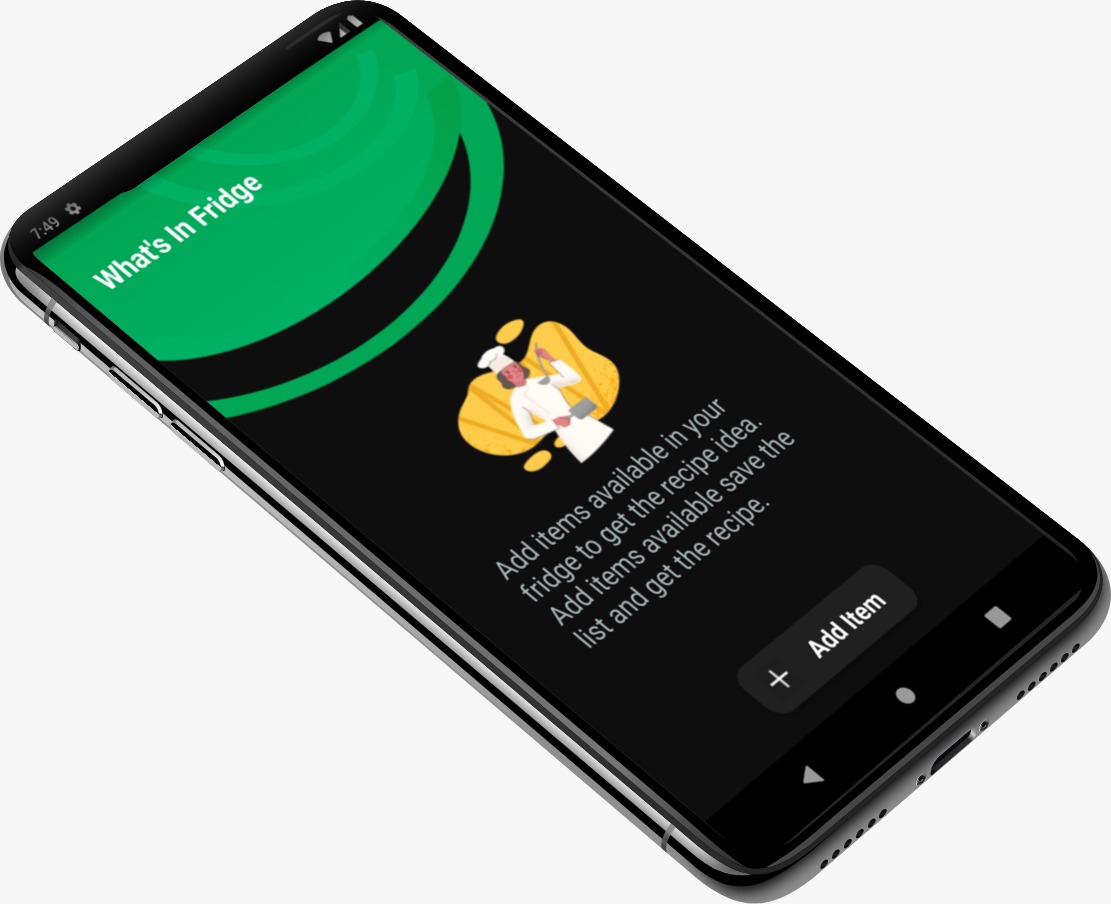 7:49
What's In Fridge
Add items available in your
fridge to get the recipe idea.
Add items available save the
list and get the recipe.
+ Add Item